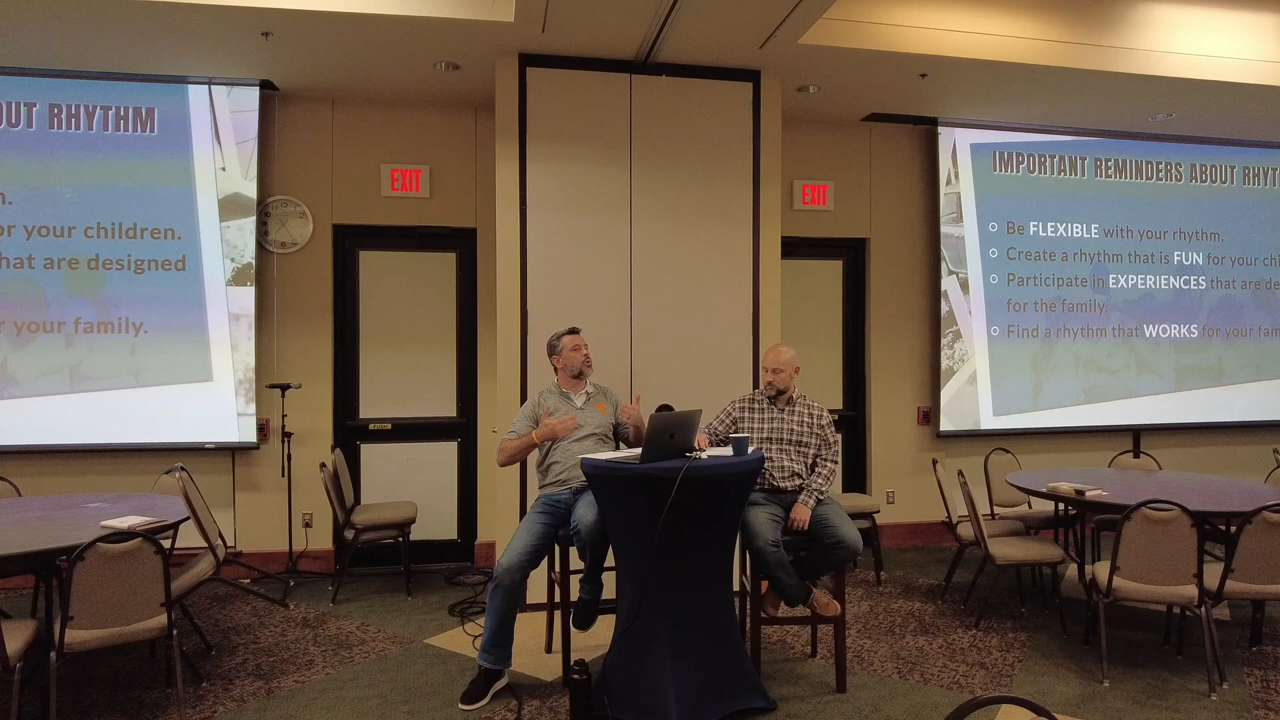 OUT RHYTHM
n.
or your children.
hat are designed
r your family.
EXIT
PUSH
EXIT
IMPORTANT REMINDERS ABOUT RHYT
Be FLEXIBLE with your rhythm.
Create a rhythm that is FUN for your chi
Participate in EXPERIENCES that are de
for the family.
Find a rhythm that WORKS for your fam